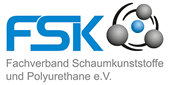 FSK
Fachverband Schaumkunststoffe
und Polyurethane e.V.